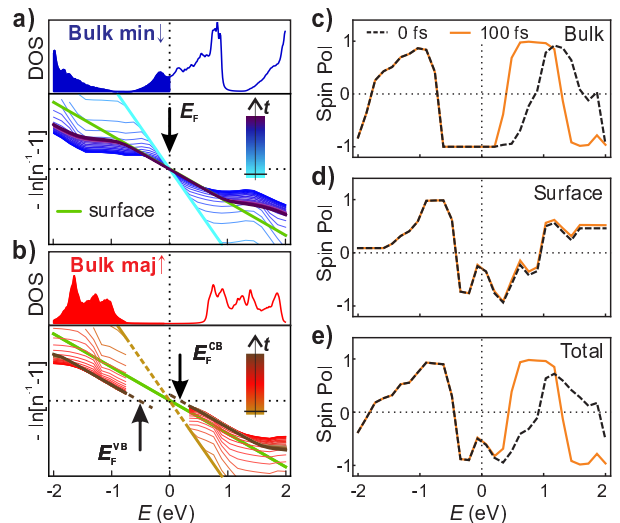 a)
Bulk min↓
DOS
E_F
t
- ln[n⁻¹-1]
surface
b)
Bulk maj↑
DOS
t
E_F^CB
- ln[n⁻¹-1]
E_F^VB
-2 -1 0 1 2
E (eV)
c)
0 fs 100 fs
Bulk
Spin Pol
1
0
-1
d)
Surface
Spin Pol
1
0
-1
e)
Total
Spin Pol
1
0
-1
-2 -1 0 1 2
E (eV)